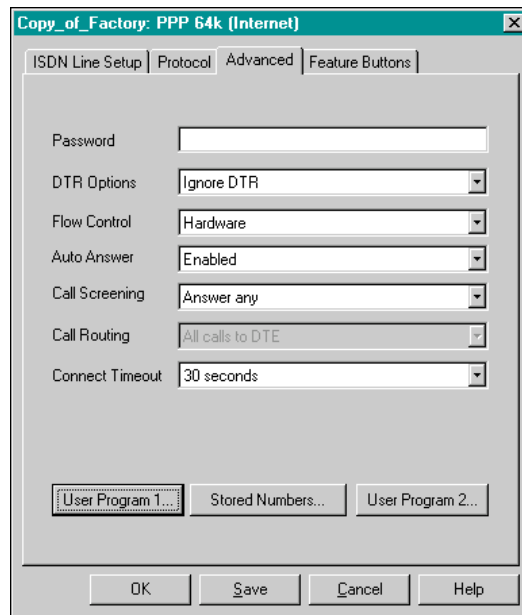 Copy_of_Factory: PPP 64k (Internet)
ISDN Line Setup Protocol Advanced Feature Buttons
Password
DTR Options Ignore DTR
Flow Control Hardware
Auto Answer Enabled
Call Screening Answer any
Call Routing All calls to DTE
Connect Timeout 30 seconds
User Program 1... Stored Numbers... User Program 2...
OK Save Cancel Help